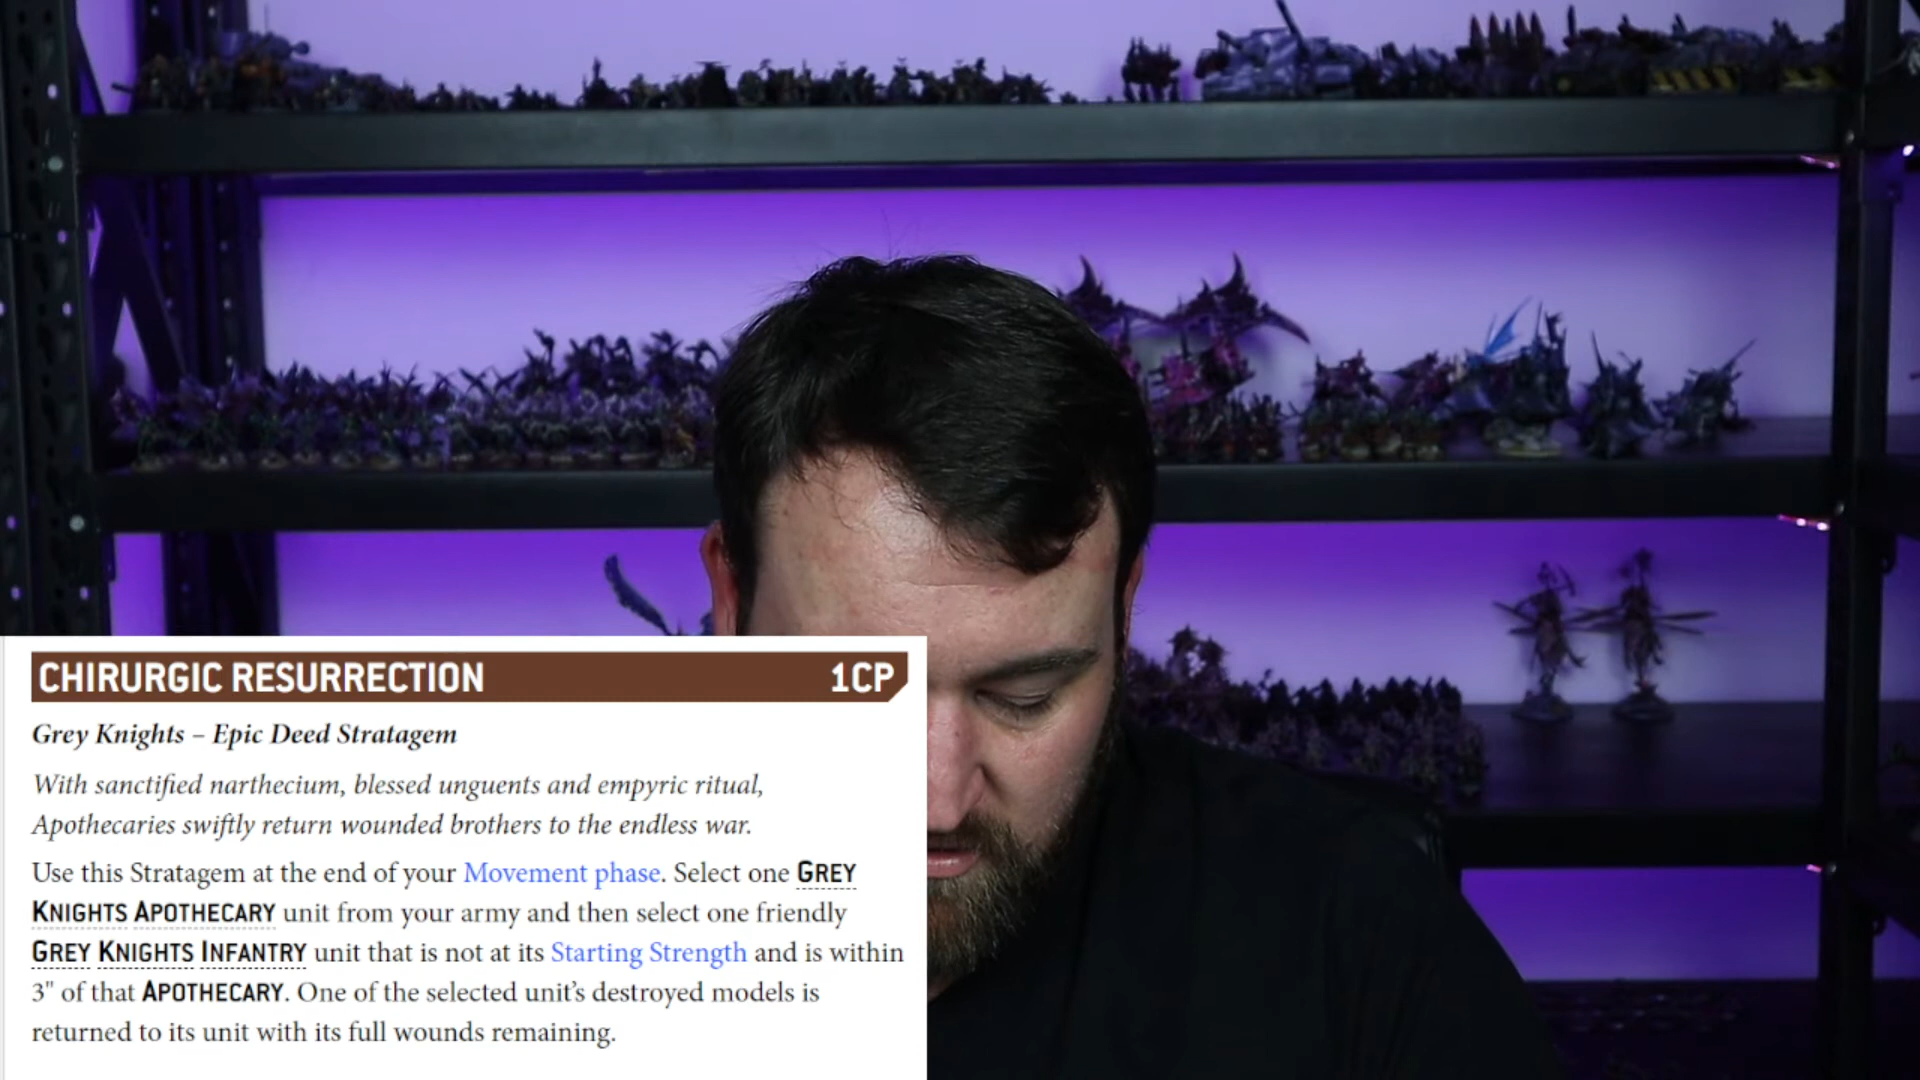 CHIRURGIC RESURRECTION 1CP
Grey Knights – Epic Deed Stratagem
With sanctified narthecium, blessed unguents and empyric ritual,
Apothecaries swiftly return wounded brothers to the endless war.
Use this Stratagem at the end of your Movement phase. Select one GREY
KNIGHTS APOTHECARY unit from your army and then select one friendly
GREY KNIGHTS INFANTRY unit that is not at its Starting Strength and is within
3" of that APOTHECARY. One of the selected unit's destroyed models is
returned to its unit with its full wounds remaining.